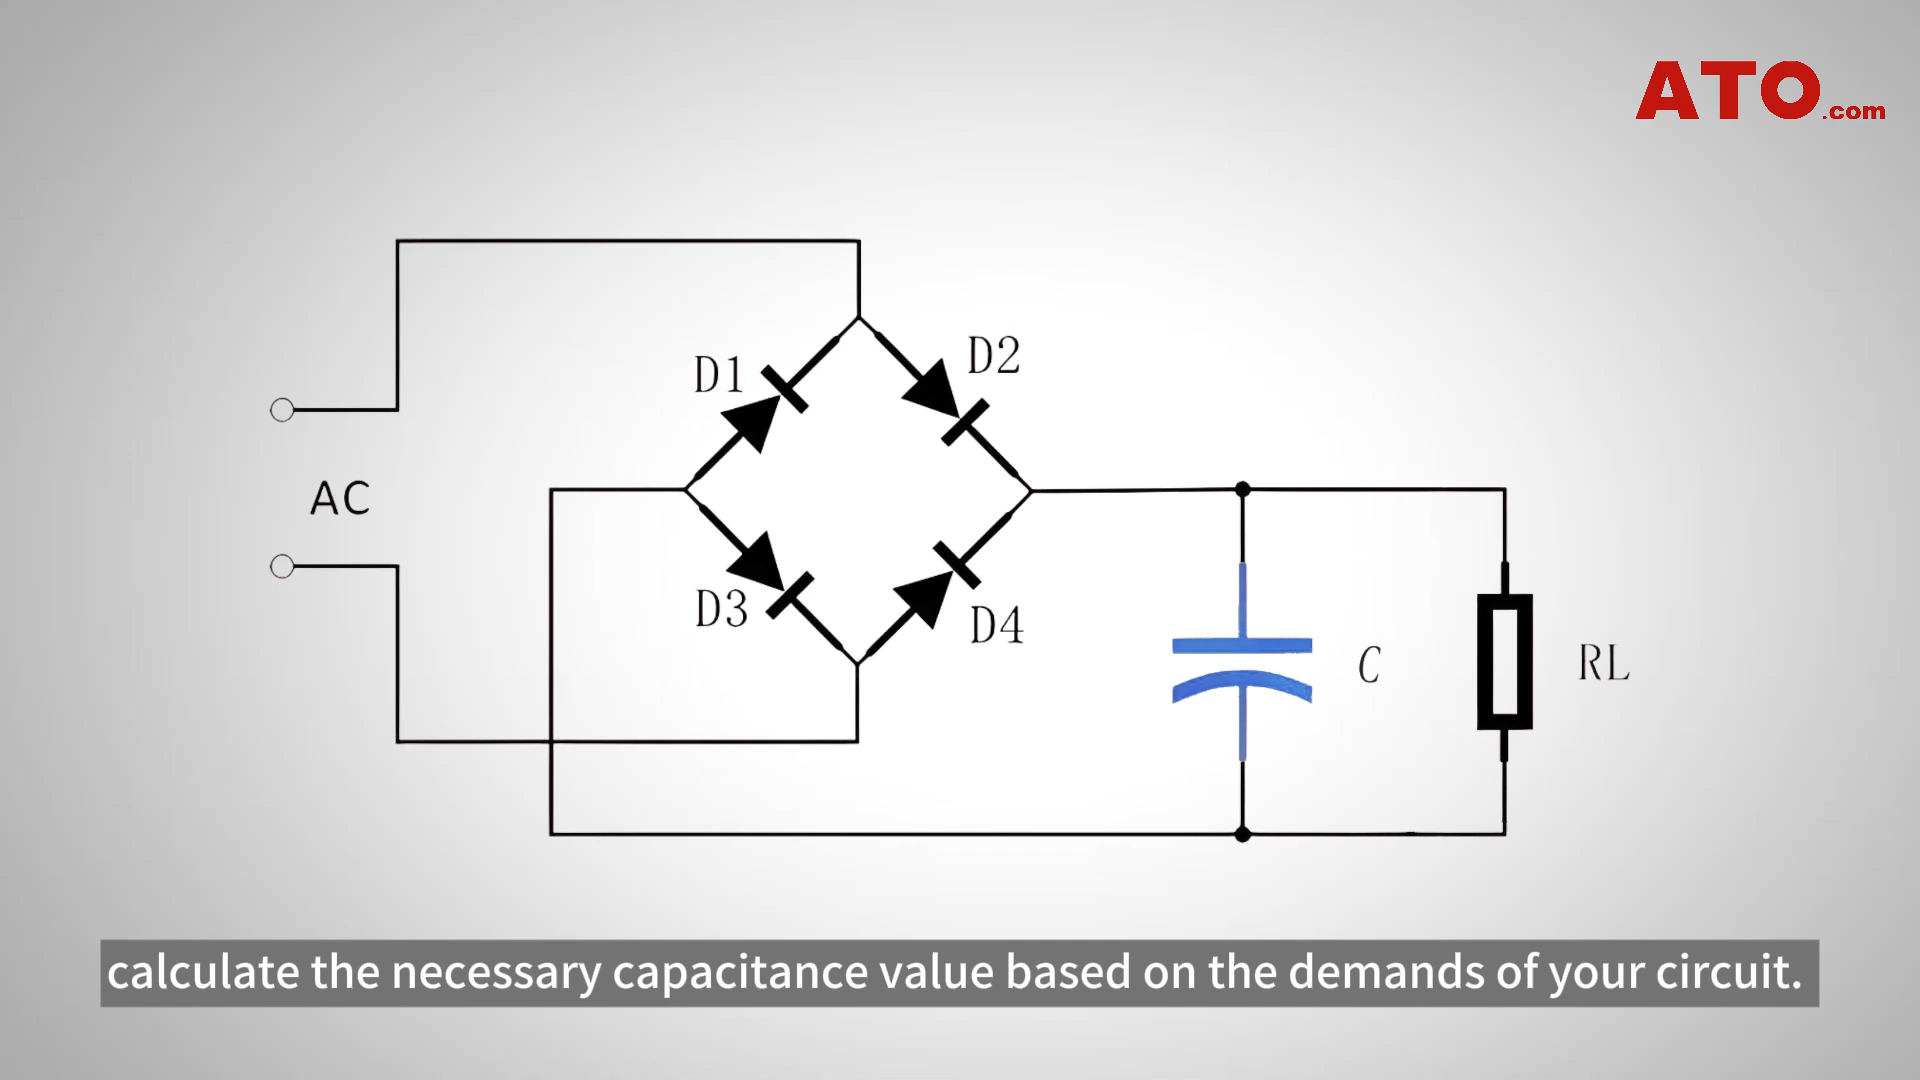 ATO.com
D1
D2
AC
D3
D4
C
RL
calculate the necessary capacitance value based on the demands of your circuit.